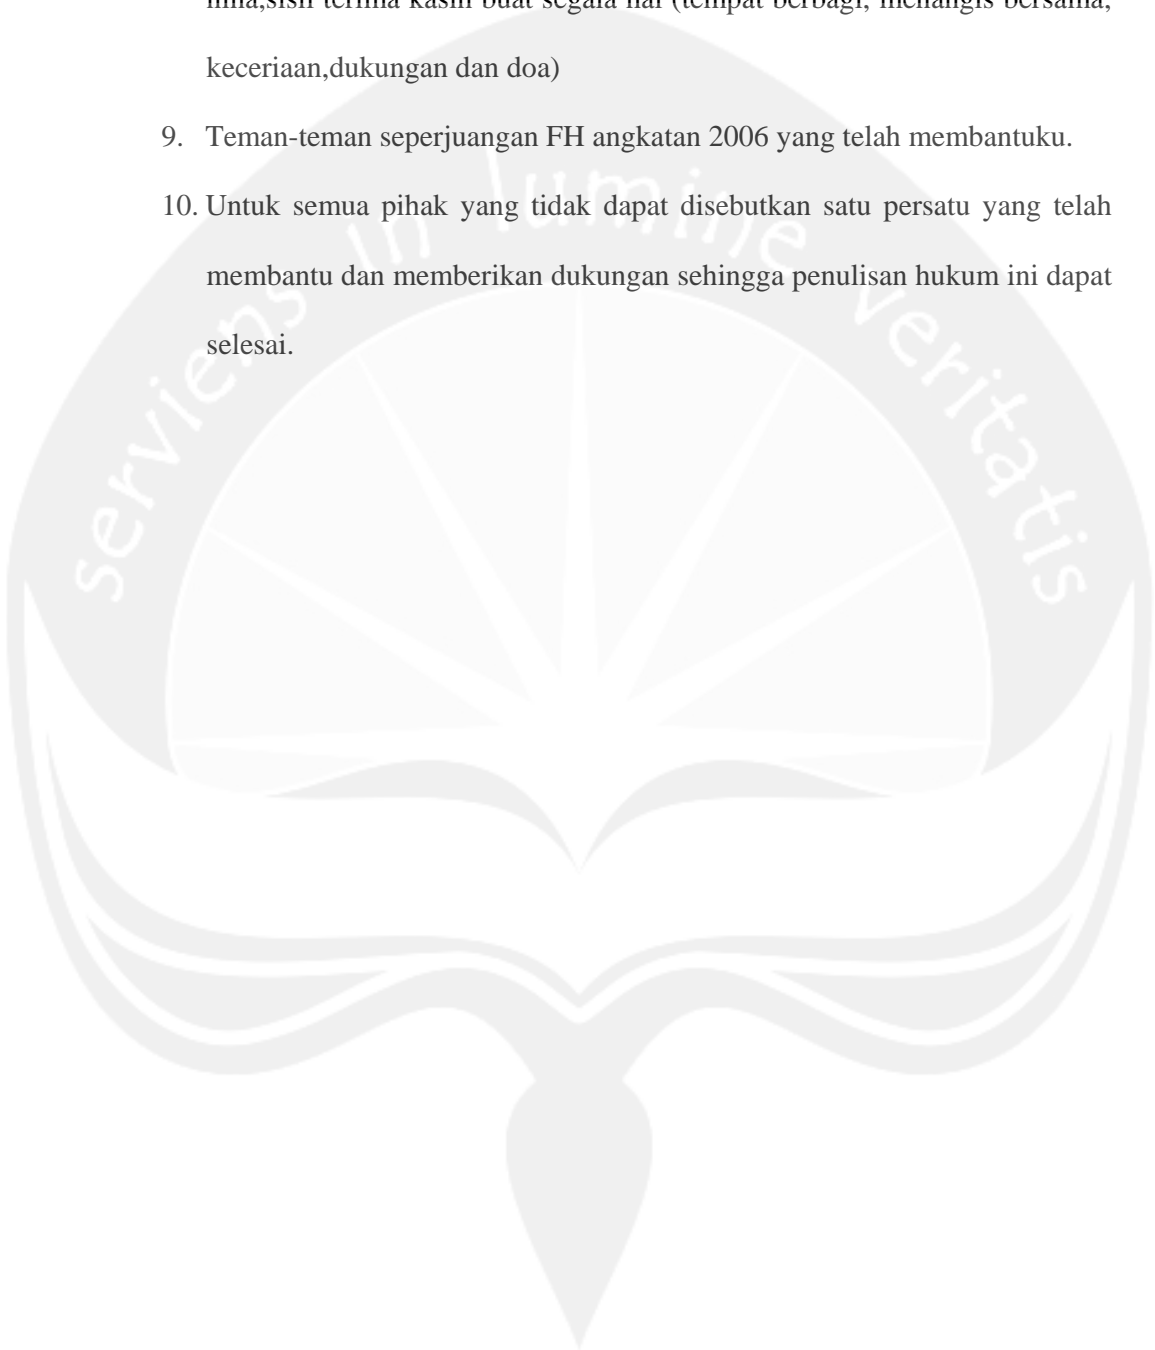 terima kasih buat segala hal (tempat berbagi, menangis bersama,
keceriaan,dukungan dan doa)
9. Teman-teman seperjuangan FH angkatan 2006 yang telah membantuku.
10. Untuk semua pihak yang tidak dapat disebutkan satu persatu yang telah
membantu dan memberikan dukungan sehingga penulisan hukum ini dapat
selesai.
serviens in lumine veritatis